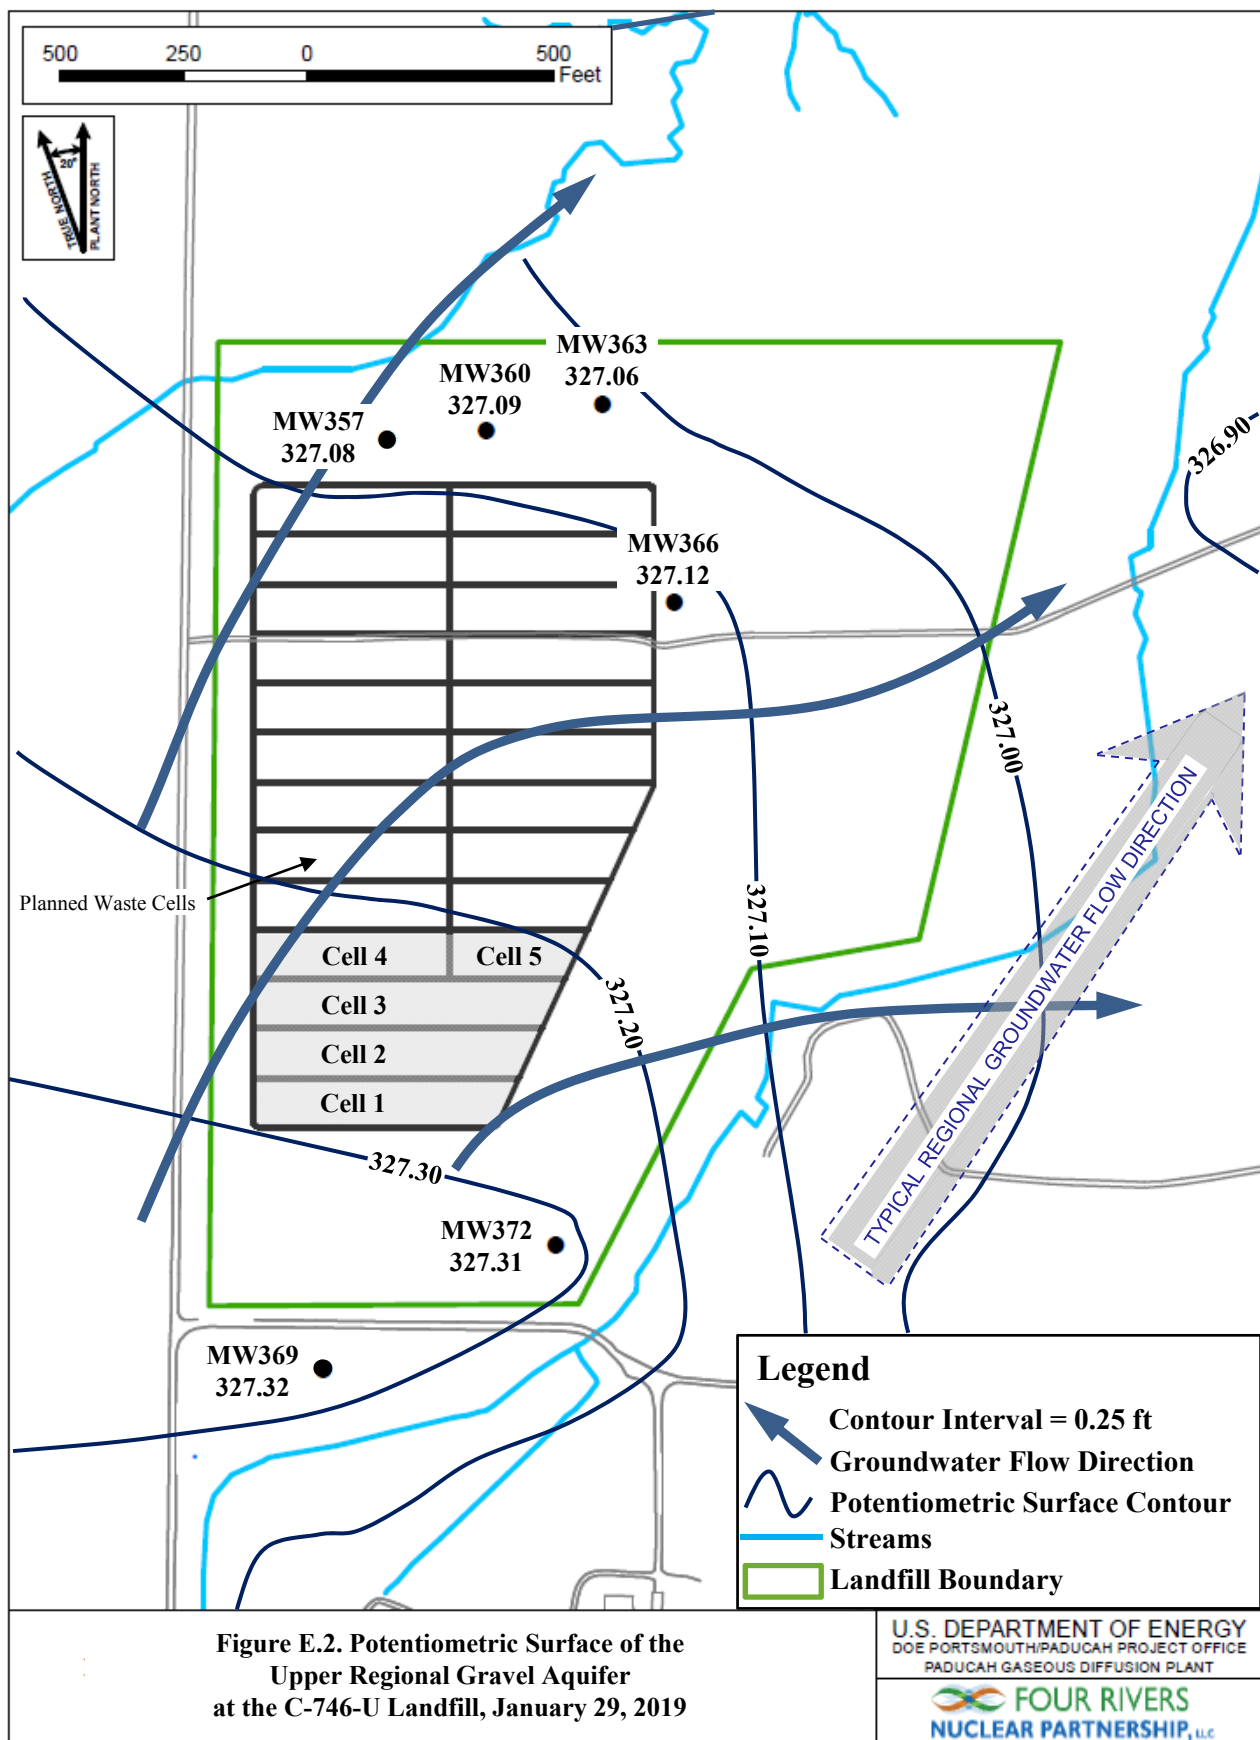 500 250 0 500
Feet
TRUE NORTH
20°
PLANT NORTH
MW363
327.06
MW360
327.09
MW357
327.08
326.90
MW366
327.12
327.00
TYPICAL REGIONAL GROUNDWATER FLOW DIRECTION
327.10
Planned Waste Cells
Cell 4
Cell 5
Cell 3
327.20
Cell 2
Cell 1
327.30
MW372
327.31
MW369
327.32
Legend
Contour Interval = 0.25 ft
Groundwater Flow Direction
Potentiometric Surface Contour
Streams
Landfill Boundary
Figure E.2. Potentiometric Surface of the
Upper Regional Gravel Aquifer
at the C-746-U Landfill, January 29, 2019
U.S. DEPARTMENT OF ENERGY
DOE PORTSMOUTH/PADUCAH PROJECT OFFICE
PADUCAH GASEOUS DIFFUSION PLANT
FOUR RIVERS
NUCLEAR PARTNERSHIP, LLC